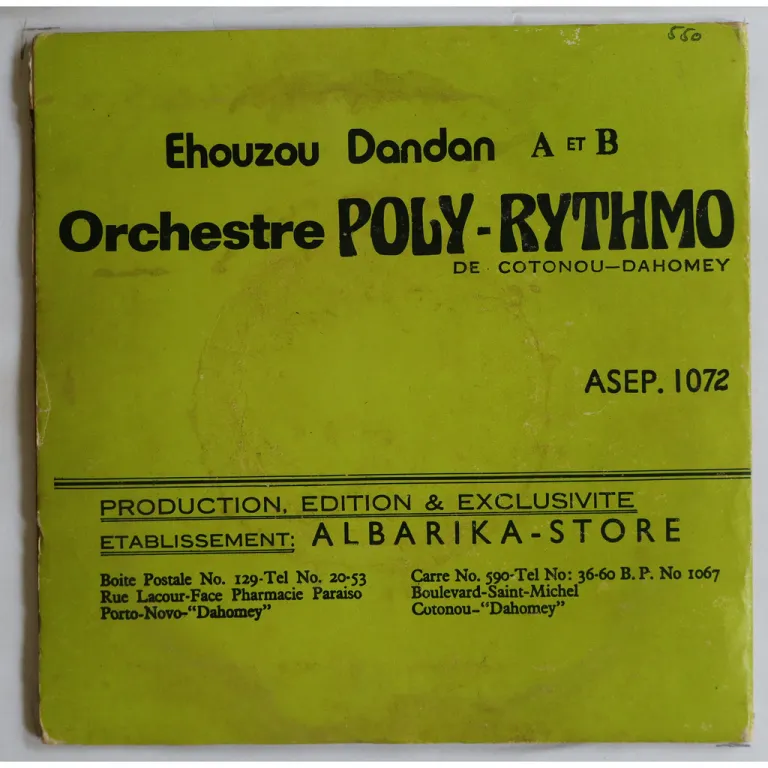 550
Ehouzou Dandan A ET B
Orchestre POLY-RYTHMO
DE COTONOU—DAHOMEY
ASEP. 1072
PRODUCTION, EDITION & EXCLUSIVITE
ETABLISSEMENT: ALBARIKA-STORE
Boite Postale No. 129-Tel No. 20-53
Rue Lacour-Face Pharmacie Paraiso
Porto-Novo-“Dahomey”
Carre No. 590-Tel No: 36-60 B. P. No 1067
Boulevard-Saint-Michel
Cotonou-“Dahomey”